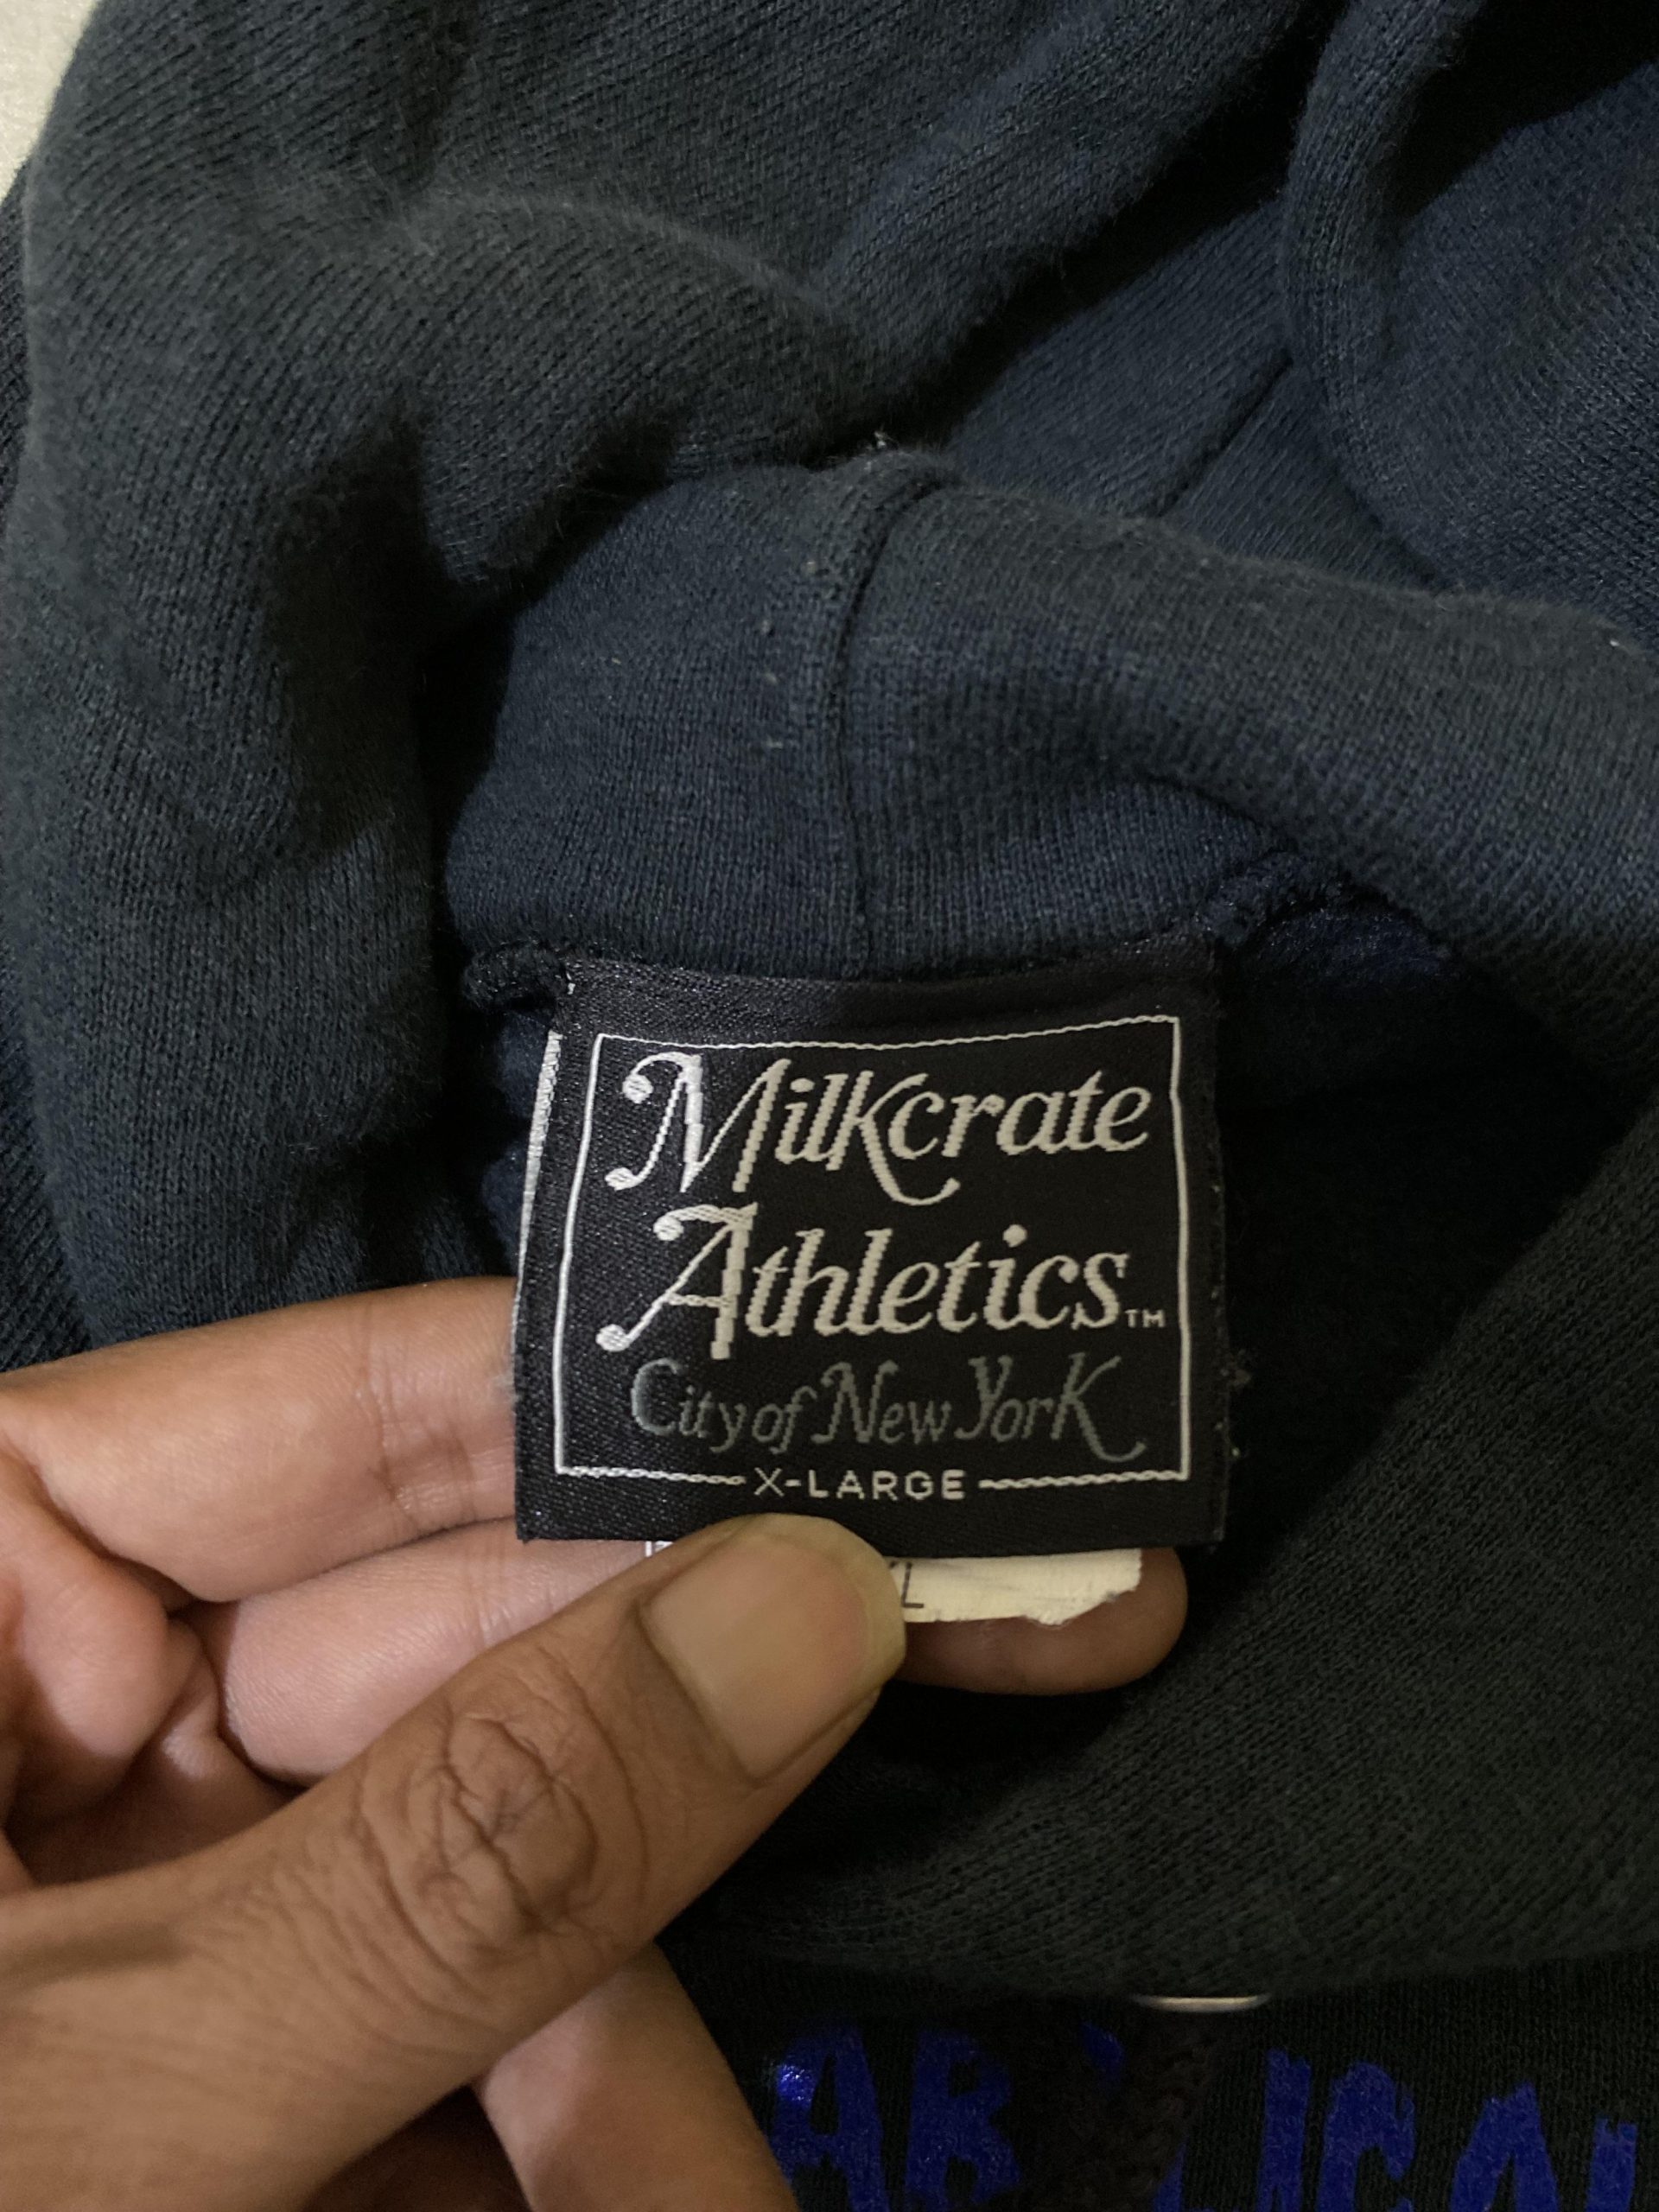 Milkcrate
Athletics™
City of New York
X-LARGE